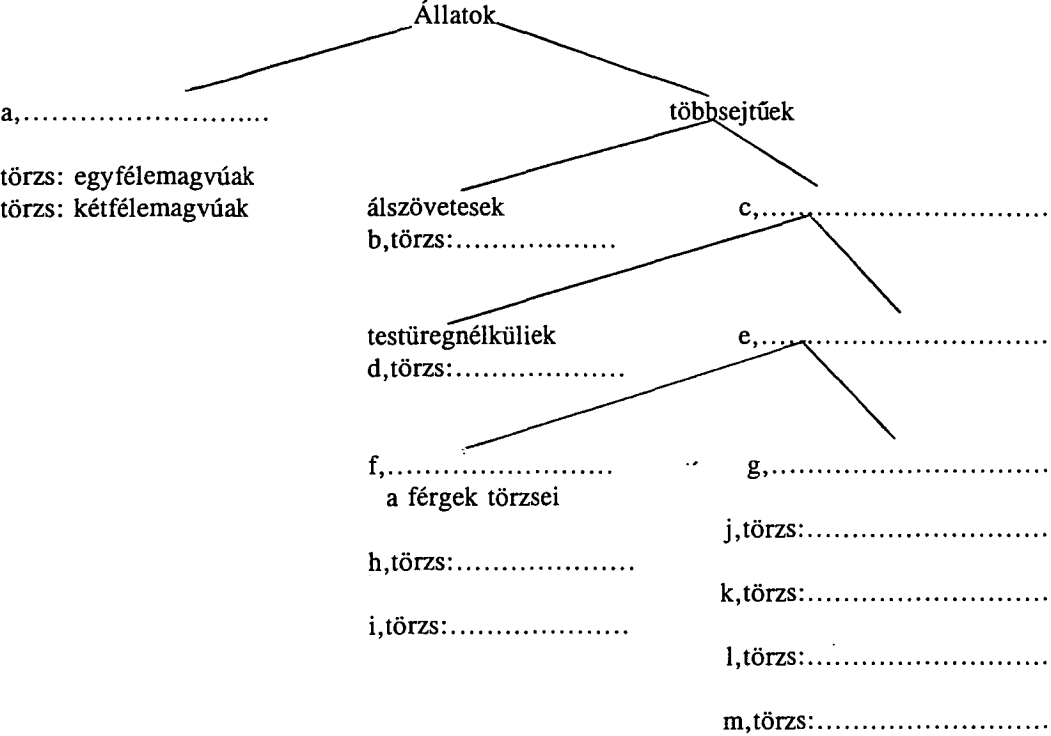 Állatok
a,..........................
többsejtűek
törzs: egyfélemagvúak
törzs: kétfélemagvúak
álszövetesek
c,..............................
b,törzs:.................
testüregnélküliek
e,..............................
d,törzs:..................
f,........................
g,.............................
a férgek törzsei
j,törzs:.........................
h,törzs:...................
k,törzs:.........................
i,törzs:...................
l,törzs:.........................
m,törzs:........................